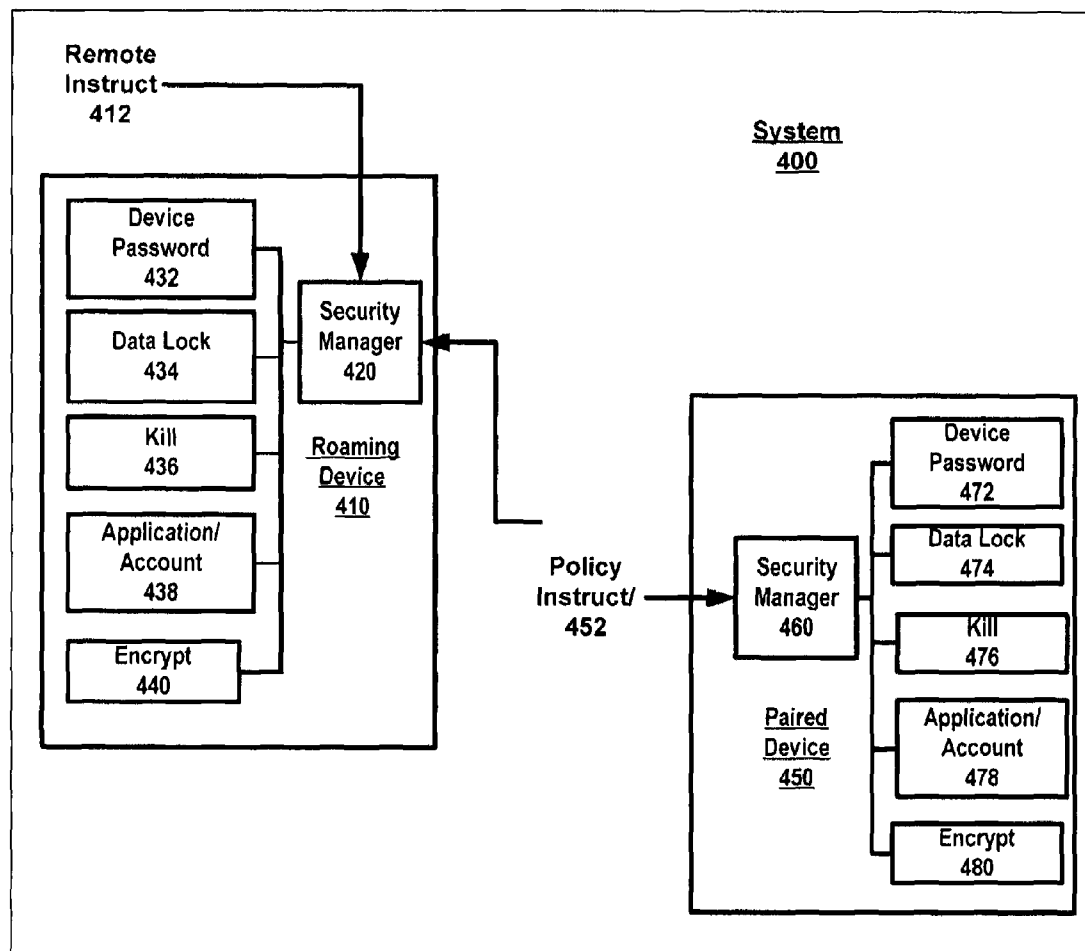 Remote
Instruct
412
System
400
Device
Password
432
Data Lock
434
Kill
436
Application/
Account
438
Encrypt
440
Security
Manager
420
Roaming
Device
410
Policy
Instruct/
452
Security
Manager
460
Paired
Device
450
Device
Password
472
Data Lock
474
Kill
476
Application/
Account
478
Encrypt
480